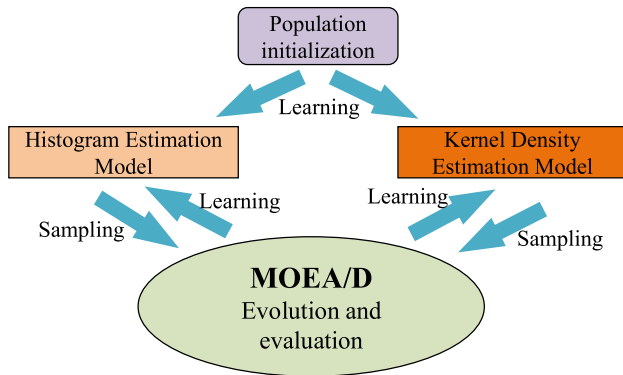 Population
initialization
Learning
Histogram Estimation
Model
Kernel Density
Estimation Model
Learning
Learning
Sampling
Sampling
MOEA/D
Evolution and
evaluation